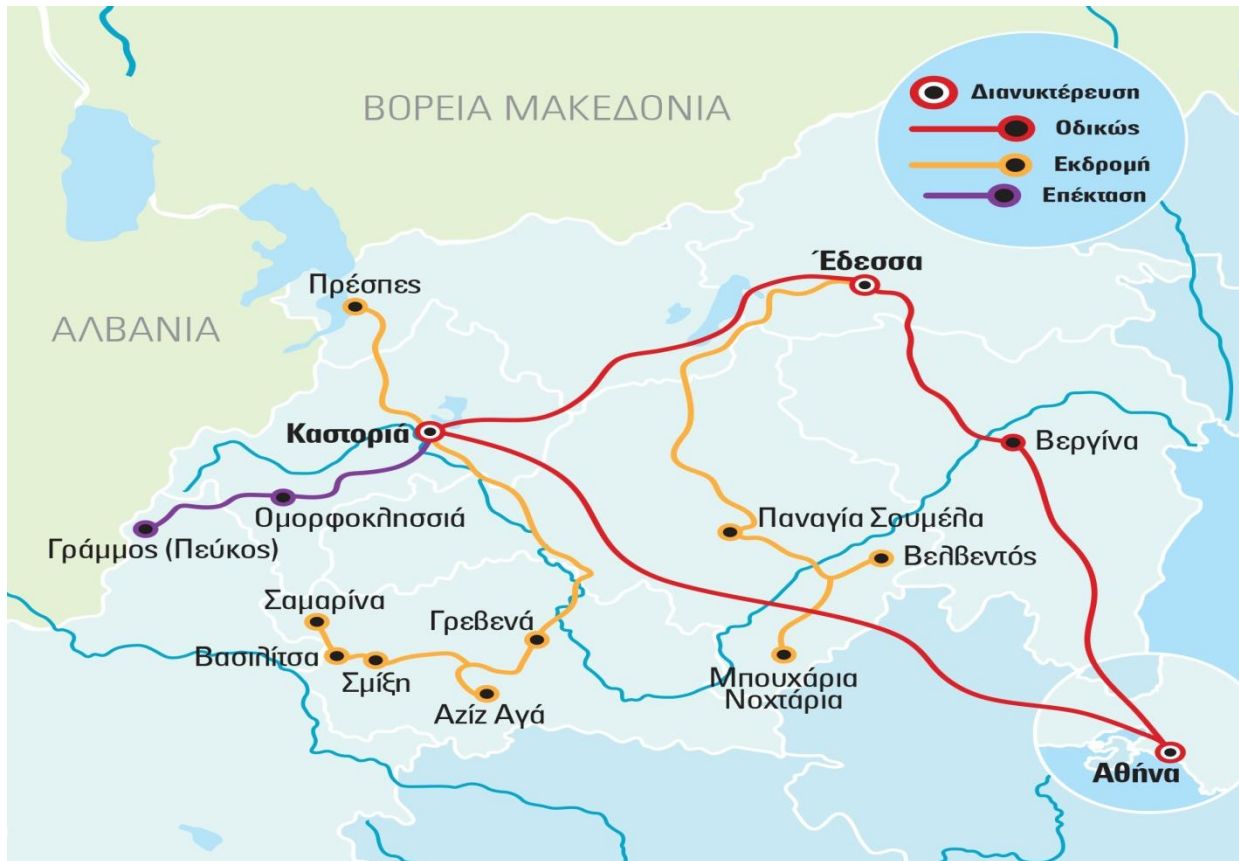 ΒΟΡΕΙΑ ΜΑΚΕΔΟΝΙΑ
Διανυκτέρευση
Οδικώς
Εκδρομή
Επέκταση
ΑΛΒΑΝΙΑ
Πρέσπες
Έδεσσα
Καστοριά
Βεργίνα
Ομορφοκλησσιά
Γράμμος (Πεύκος)
Παναγία Σουμέλα
Βελβεντός
Σαμαρίνα
Γρεβενά
Βασιλίτσα
Σμίξη
Αζίζ Αγά
Μπουχάρια
Νοχτάρια
Αθήνα